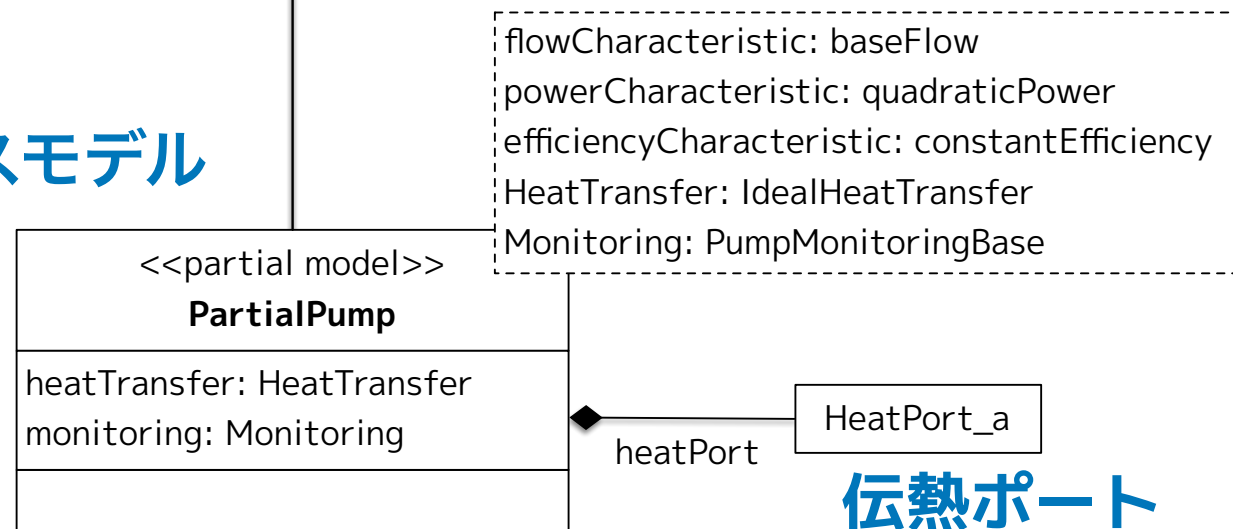 flowCharacteristic: baseFlow
powerCharacteristic: quadraticPower
efficiencyCharacteristic: constantEfficiency
HeatTransfer: IdealHeatTransfer
Monitoring: PumpMonitoringBase
スモデル
<<partial model>>
PartialPump
heatTransfer: HeatTransfer
monitoring: Monitoring
HeatPort_a
heatPort
伝熱ポート